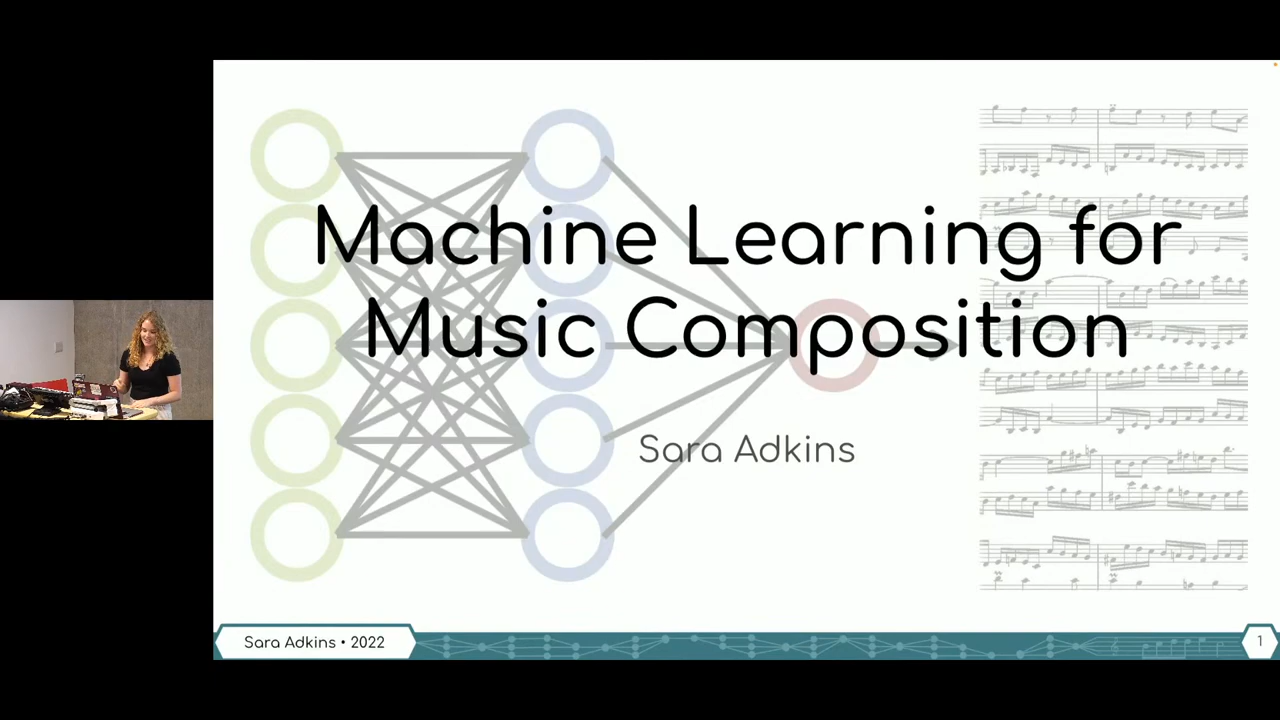 Machine Learning for
Music Composition
Sara Adkins
Sara Adkins • 2022
1